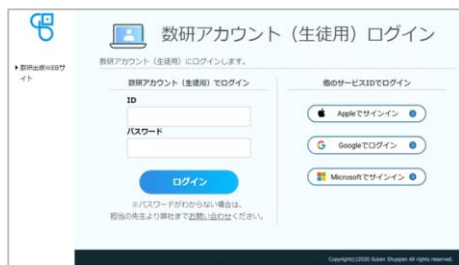 数研アカウント（生徒用）ログイン
▶数研出版WEBサ
イト
数研アカウント（生徒用）にログインします。
数研アカウント（生徒用）でログイン
ID
パスワード
ログイン
※パスワードがわからない場合は、
担当の先生より弊社までお問い合わせください。
他のサービスIDでログイン
Appleでサインイン
Googleでログイン
Microsoftでサインイン
Copyright(c)2020 Suken Shuppan All rights reserved.